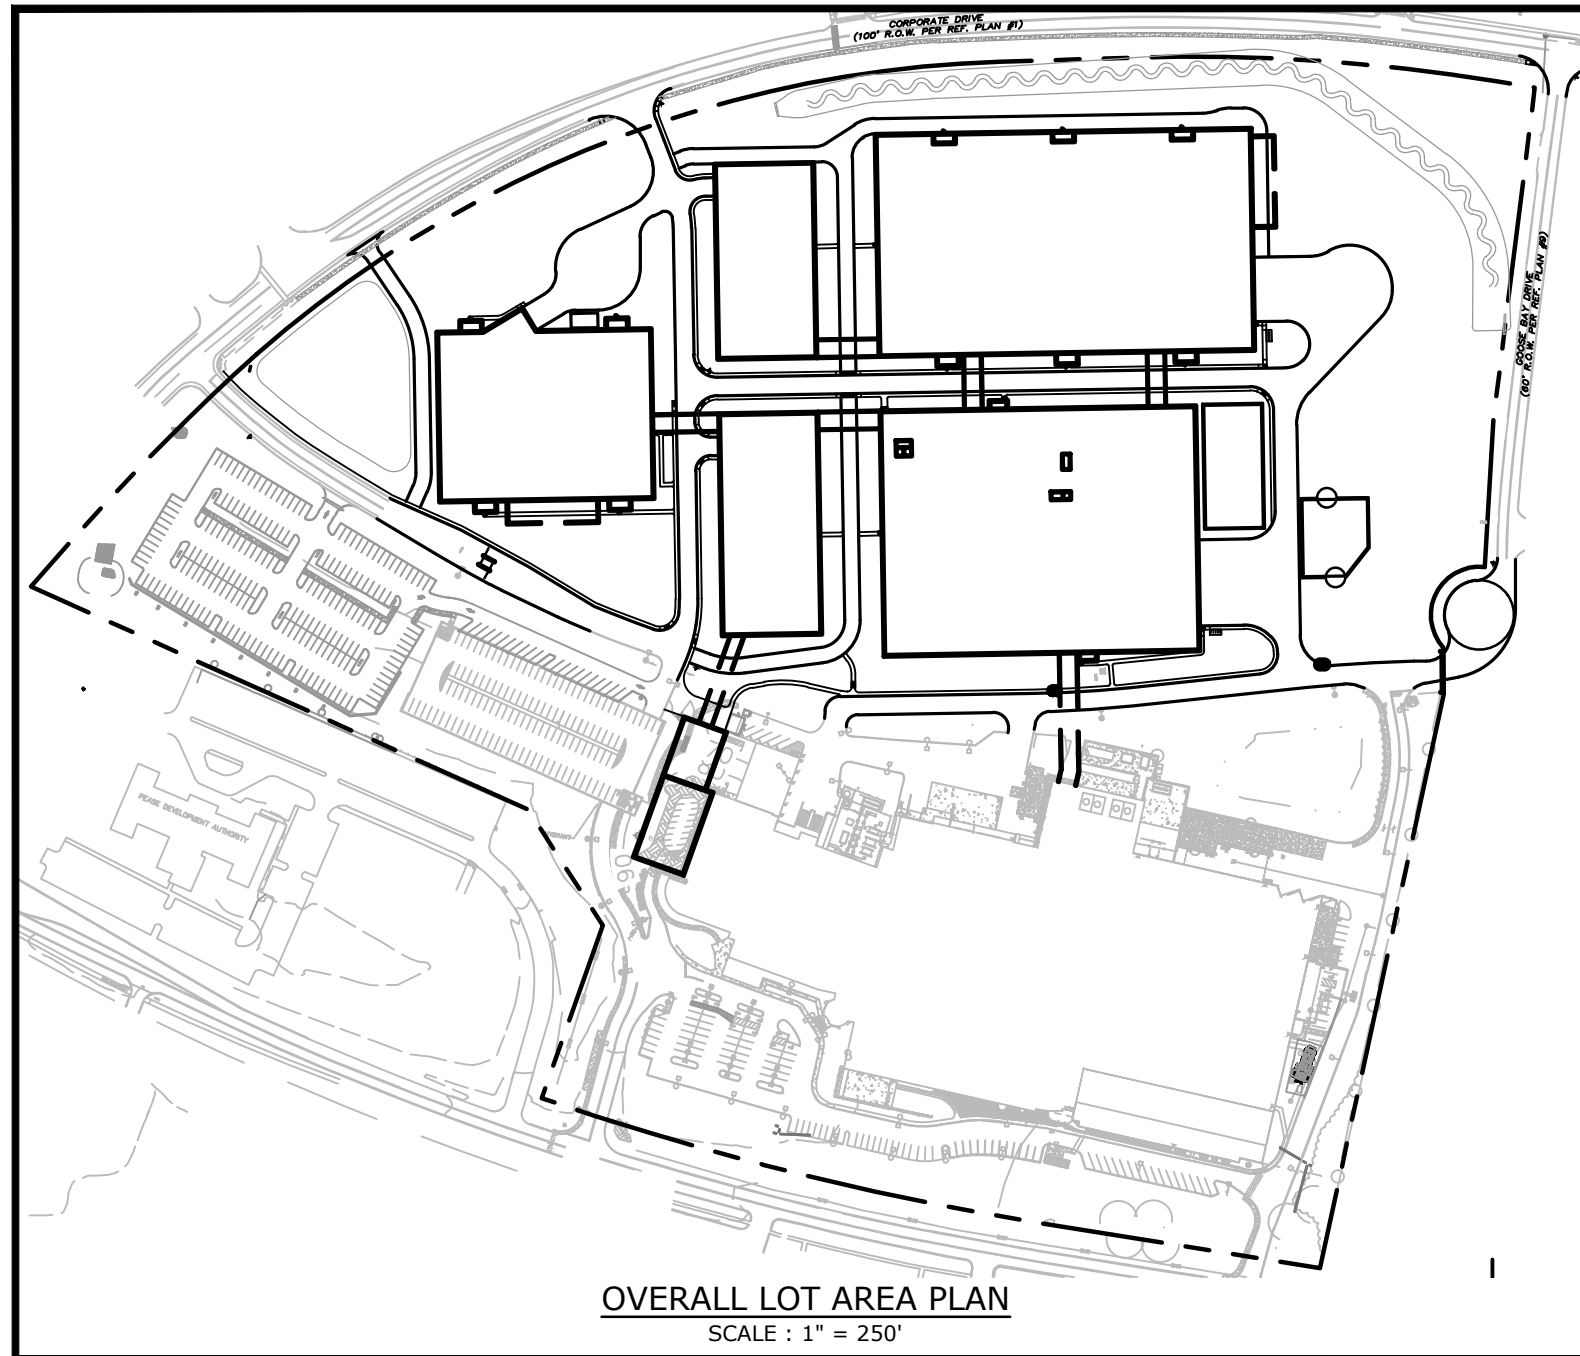 CORPORATE DRIVE
(100' R.O.W. PER REF. PLAN #1)
GOOSE BAY DRIVE
(60' R.O.W. PER REF. PLAN #9)
PEASE DEVELOPMENT AUTHORITY
OVERALL LOT AREA PLAN
SCALE : 1" = 250'